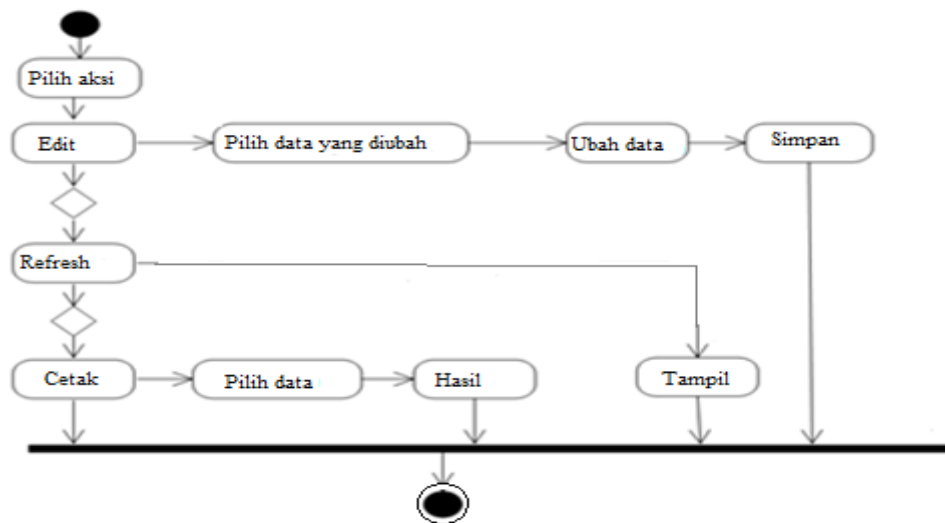 Pilih aksi
Edit
Pilih data yang diubah
Ubah data
Simpan
Refresh
Cetak
Pilih data
Hasil
Tampil